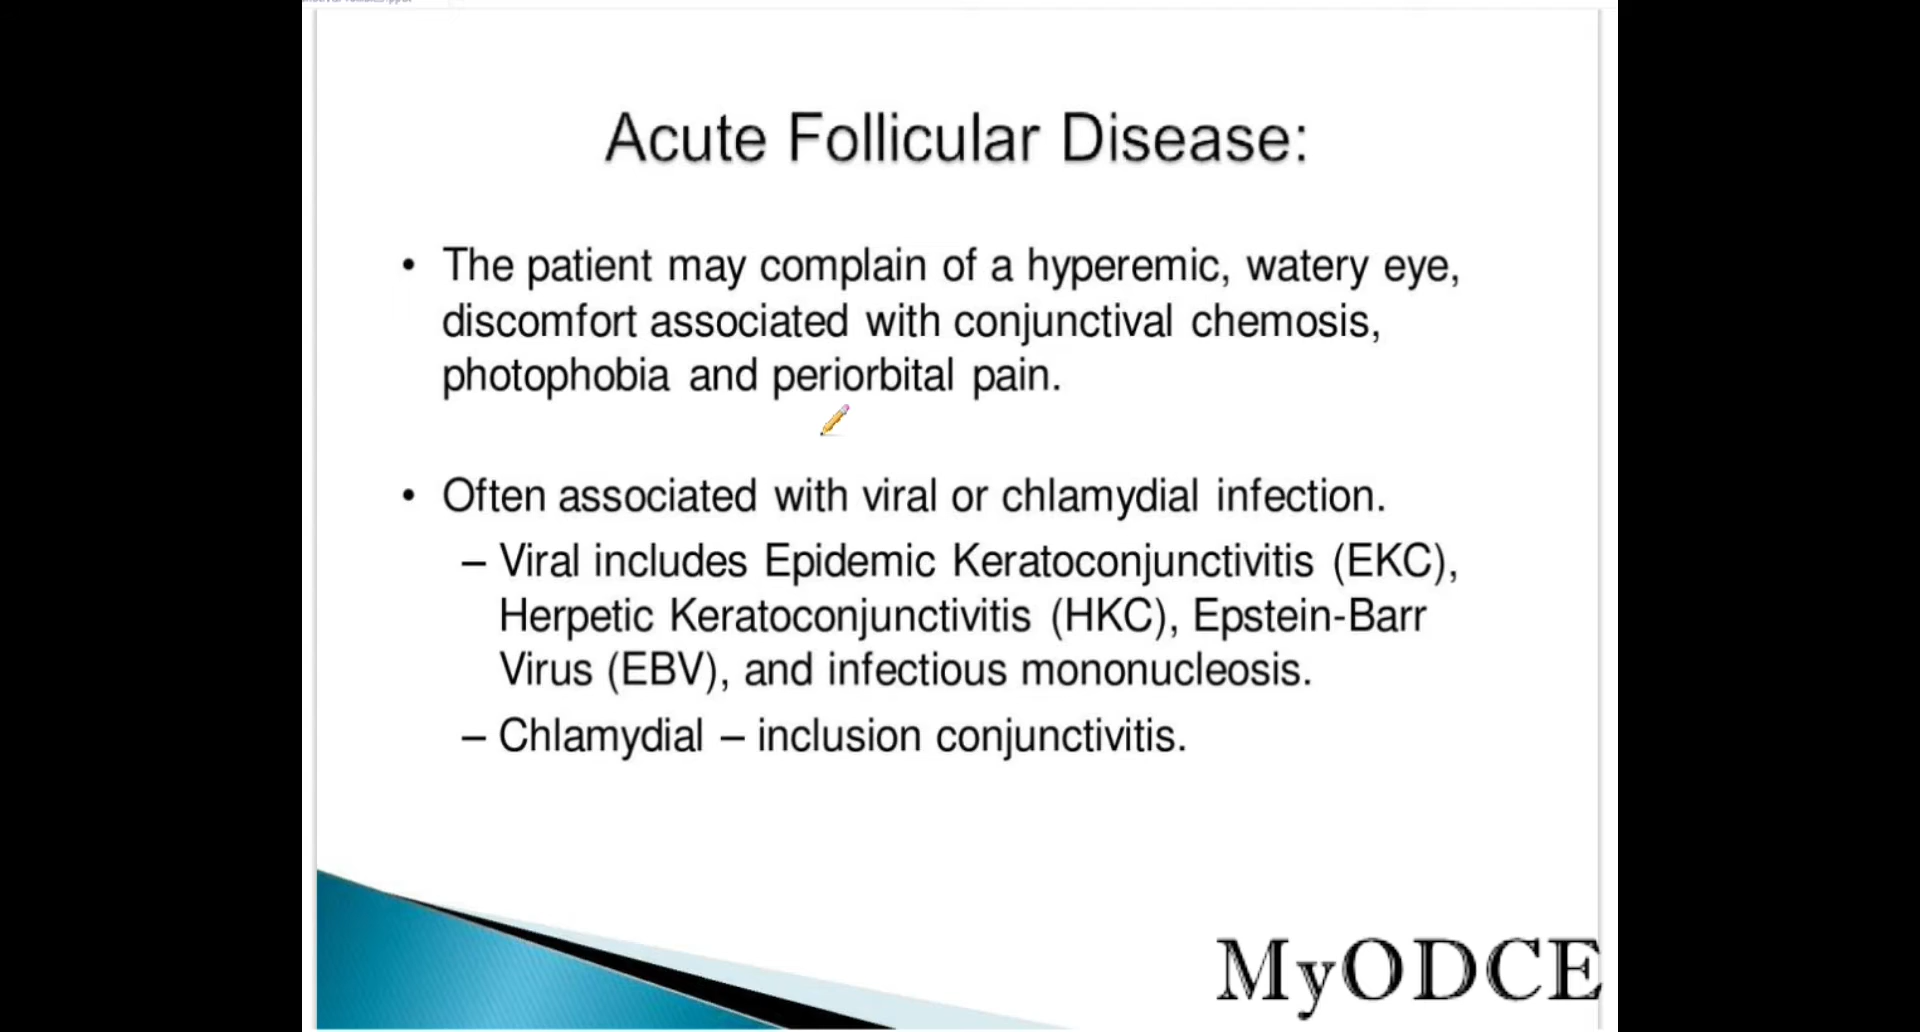 Acute Follicular Disease:
• The patient may complain of a hyperemic, watery eye,
discomfort associated with conjunctival chemosis,
photophobia and periorbital pain.
• Often associated with viral or chlamydial infection.
– Viral includes Epidemic Keratoconjunctivitis (EKC),
Herpetic Keratoconjunctivitis (HKC), Epstein-Barr
Virus (EBV), and infectious mononucleosis.
– Chlamydial – inclusion conjunctivitis.
MyODCE